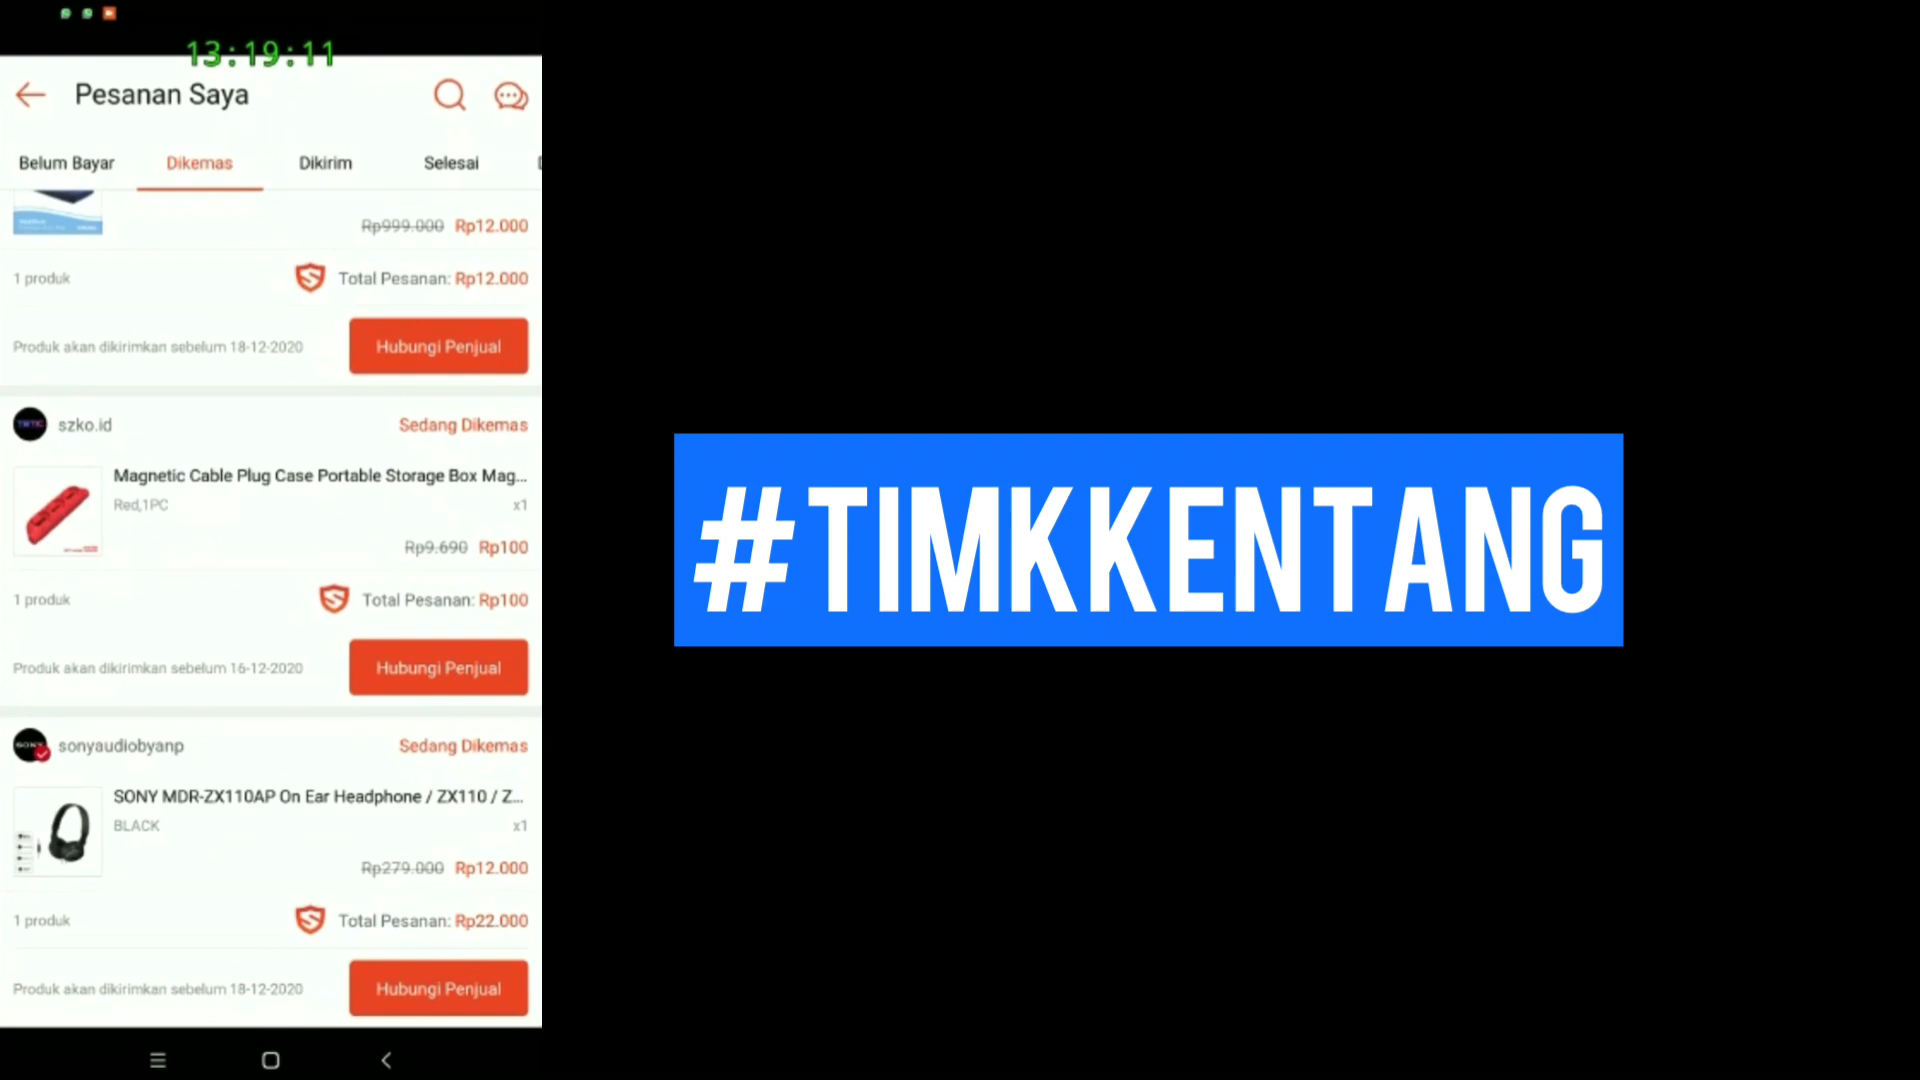 13:19:11
Pesanan Saya
Belum Bayar Dikemas Dikirim Selesai
Rp999.000 Rp12.000
1 produk Total Pesanan: Rp12.000
Produk akan dikirimkan sebelum 18-12-2020 Hubungi Penjual
szko.id Sedang Dikemas
Magnetic Cable Plug Case Portable Storage Box Mag...
Red,1PC x1
Rp9.690 Rp100
1 produk Total Pesanan: Rp100
Produk akan dikirimkan sebelum 16-12-2020 Hubungi Penjual
SONY
sonyaudiobyanp Sedang Dikemas
SONY MDR-ZX110AP On Ear Headphone / ZX110 / Z...
BLACK x1
Rp279.000 Rp12.000
1 produk Total Pesanan: Rp22.000
Produk akan dikirimkan sebelum 18-12-2020 Hubungi Penjual
#TIMKKENTANG